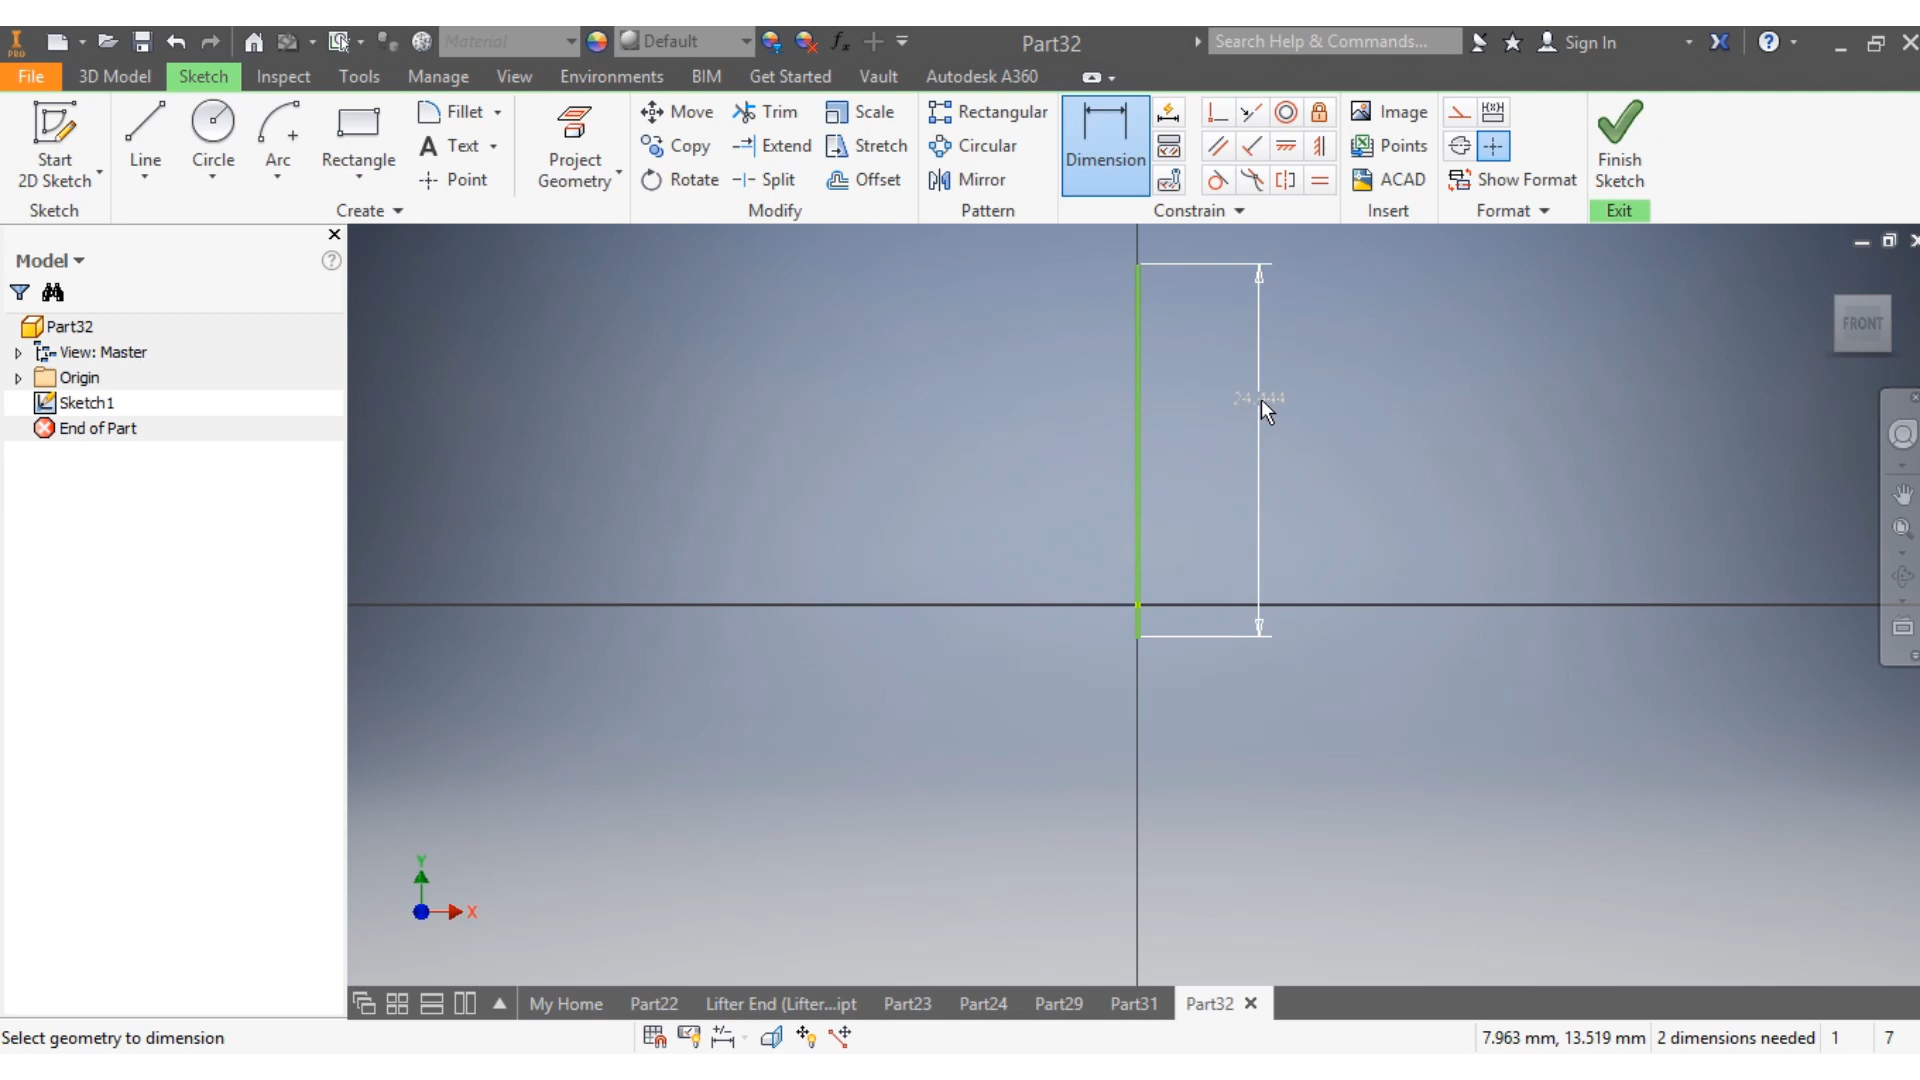 PRO
Material
Default
fx
Part32
Search Help & Commands...
Sign In
File
3D Model
Sketch
Inspect
Tools
Manage
View
Environments
BIM
Get Started
Vault
Autodesk A360
Start
2D Sketch
Line
Circle
Arc
Rectangle
Fillet
Text
Point
Project
Geometry
Move
Copy
Rotate
Trim
Extend
Split
Scale
Stretch
Offset
Rectangular
Circular
Mirror
Dimension
Image
Points
ACAD
Show Format
Finish
Sketch
Sketch
Create
Modify
Pattern
Constrain
Insert
Format
Exit
Model
Part32
View: Master
Origin
Sketch1
End of Part
FRONT
Y
X
My Home
Part22
Lifter End (Lifter...ipt
Part23
Part24
Part29
Part31
Part32
Select geometry to dimension
7.963 mm, 13.519 mm
2 dimensions needed
1
7